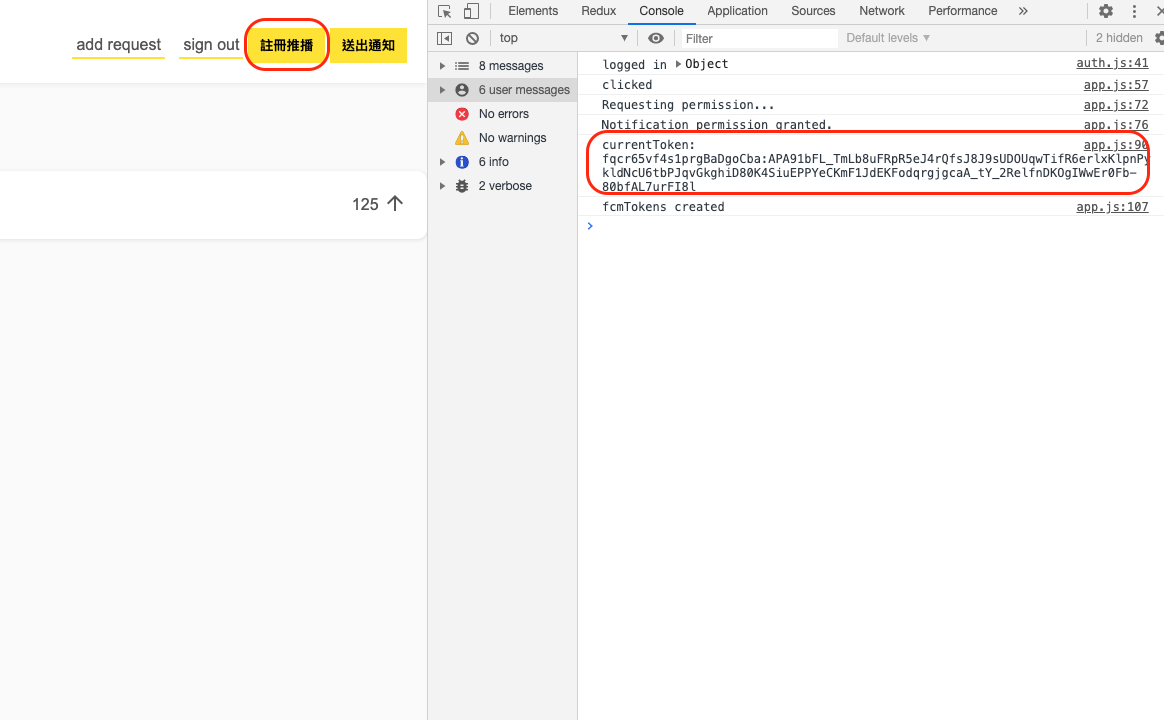 add request sign out 註冊推播 送出通知
125
Elements Redux Console Application Sources Network Performance
top Filter Default levels 2 hidden
8 messages
6 user messages
No errors
No warnings
6 info
2 verbose
logged in Object auth.js:41
clicked app.js:57
Requesting permission... app.js:72
Notification permission granted. app.js:76
currentToken: app.js:90
fqcr65vf4s1prgBaDgoCba:APA91bFL_TmLb8uFRpR5eJ4rQfsJ8J9sUDOUqwTifR6erlxKlpnPy
kldNcU6tbPJqvGkghiD80K4SiuEPPYeCKmF1JdEKFodqrgjgcaA_tY_2RelfnDKOgIWwEr0Fb-
80bfAL7urFI8l
fcmTokens created app.js:107